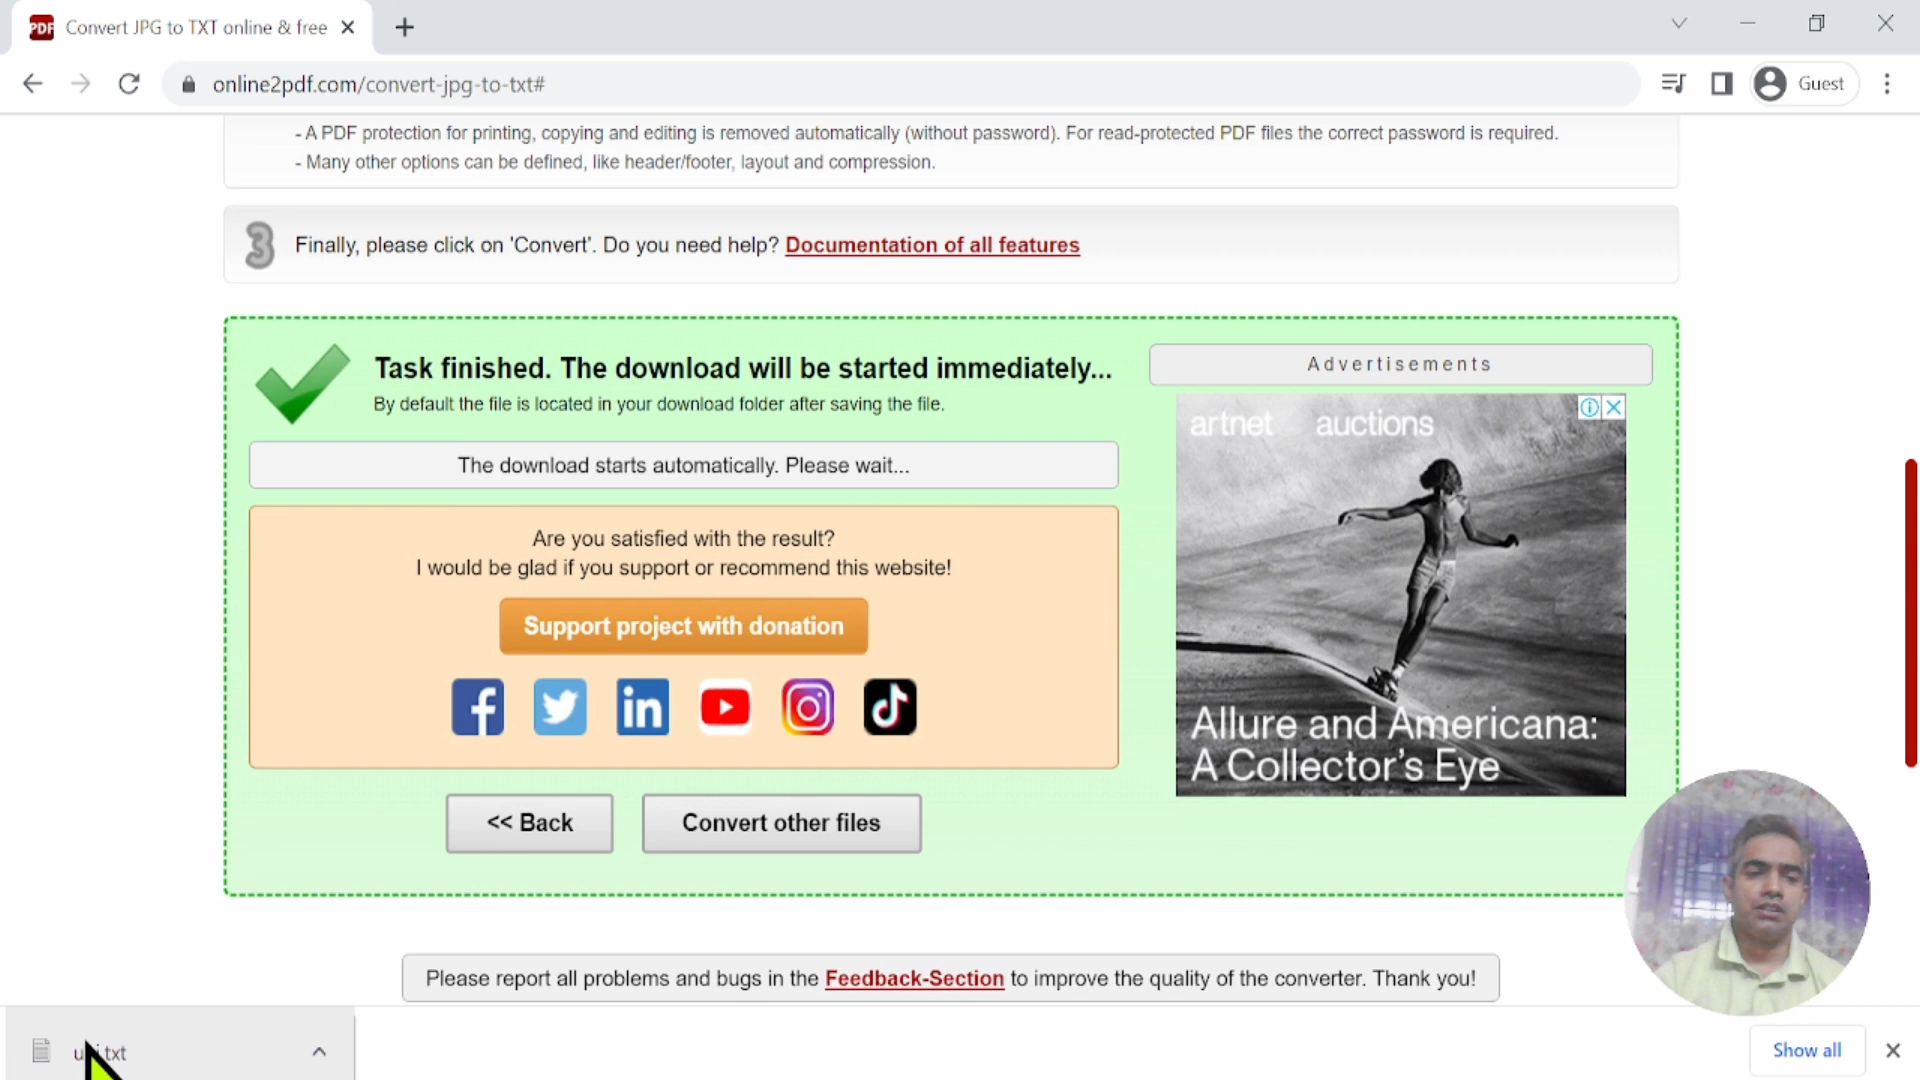 PDF Convert JPG to TXT online & free
online2pdf.com/convert-jpg-to-txt#
Guest
- A PDF protection for printing, copying and editing is removed automatically (without password). For read-protected PDF files the correct password is required.
- Many other options can be defined, like header/footer, layout and compression.
3 Finally, please click on 'Convert'. Do you need help? Documentation of all features
Task finished. The download will be started immediately...
By default the file is located in your download folder after saving the file.
The download starts automatically. Please wait...
Are you satisfied with the result?
I would be glad if you support or recommend this website!
Support project with donation
<< Back
Convert other files
Advertisements
artnet auctions
Allure and Americana:
A Collector's Eye
Please report all problems and bugs in the Feedback-Section to improve the quality of the converter. Thank you!
Show all